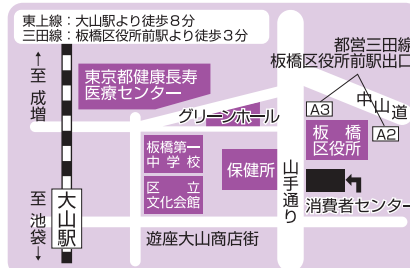 東上線：大山駅より徒歩８分
三田線：板橋区役所前駅より徒歩３分
都営三田線
板橋区役所前駅出口
↑至 成増
東京都健康長寿
医療センター
グリーンホール
中山道
A3
A2
板橋
区役所
板橋第一
中学校
保健所
山手通り
区立
文化会館
消費者センター
大山駅
至 池袋↓
遊座大山商店街